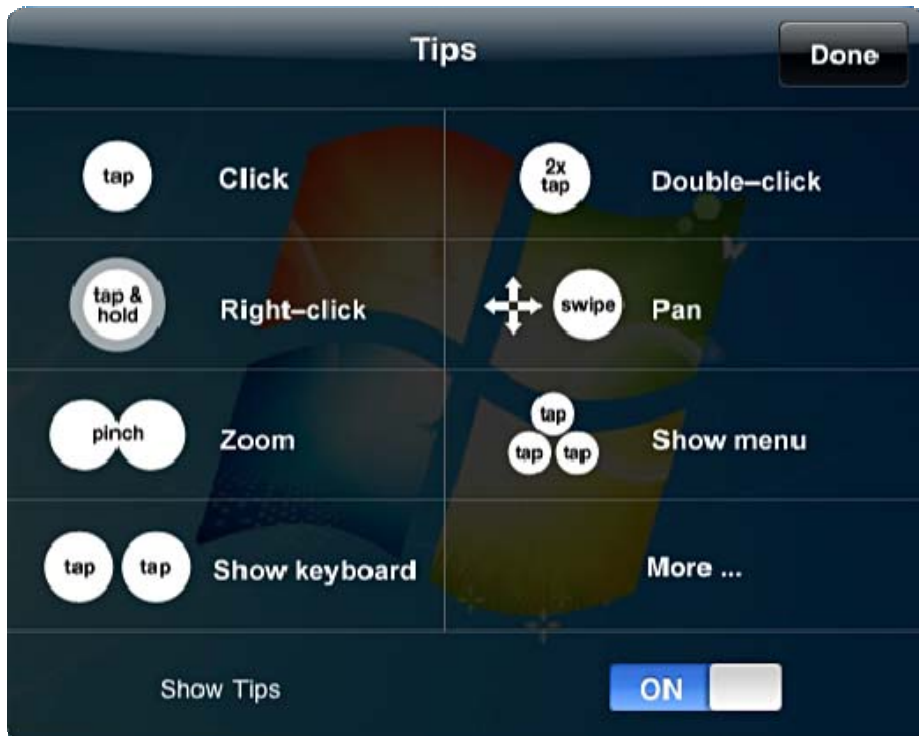 Tips
Done
tap
Click
2x
tap
Double–click
tap &
hold
Right–click
swipe
Pan
pinch
Zoom
tap
tap tap
Show menu
tap tap
Show keyboard
More ...
Show Tips
ON